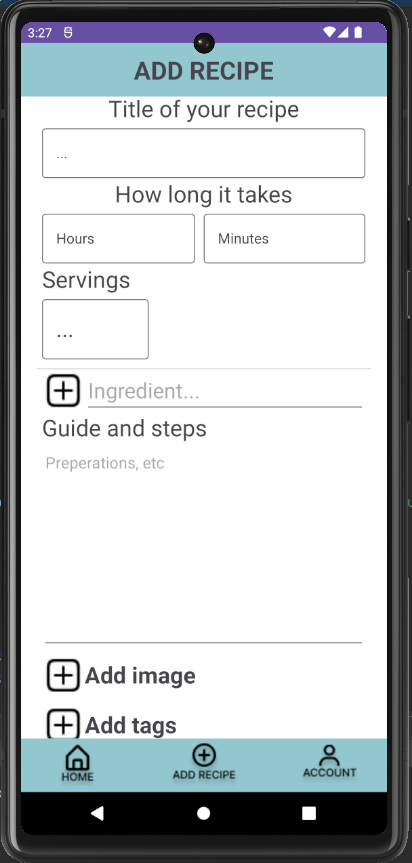 3:27
ADD RECIPE
Title of your recipe
...
How long it takes
Hours Minutes
Servings
...
Ingredient...
Guide and steps
Preperations, etc
Add image
Add tags
HOME ADD RECIPE ACCOUNT